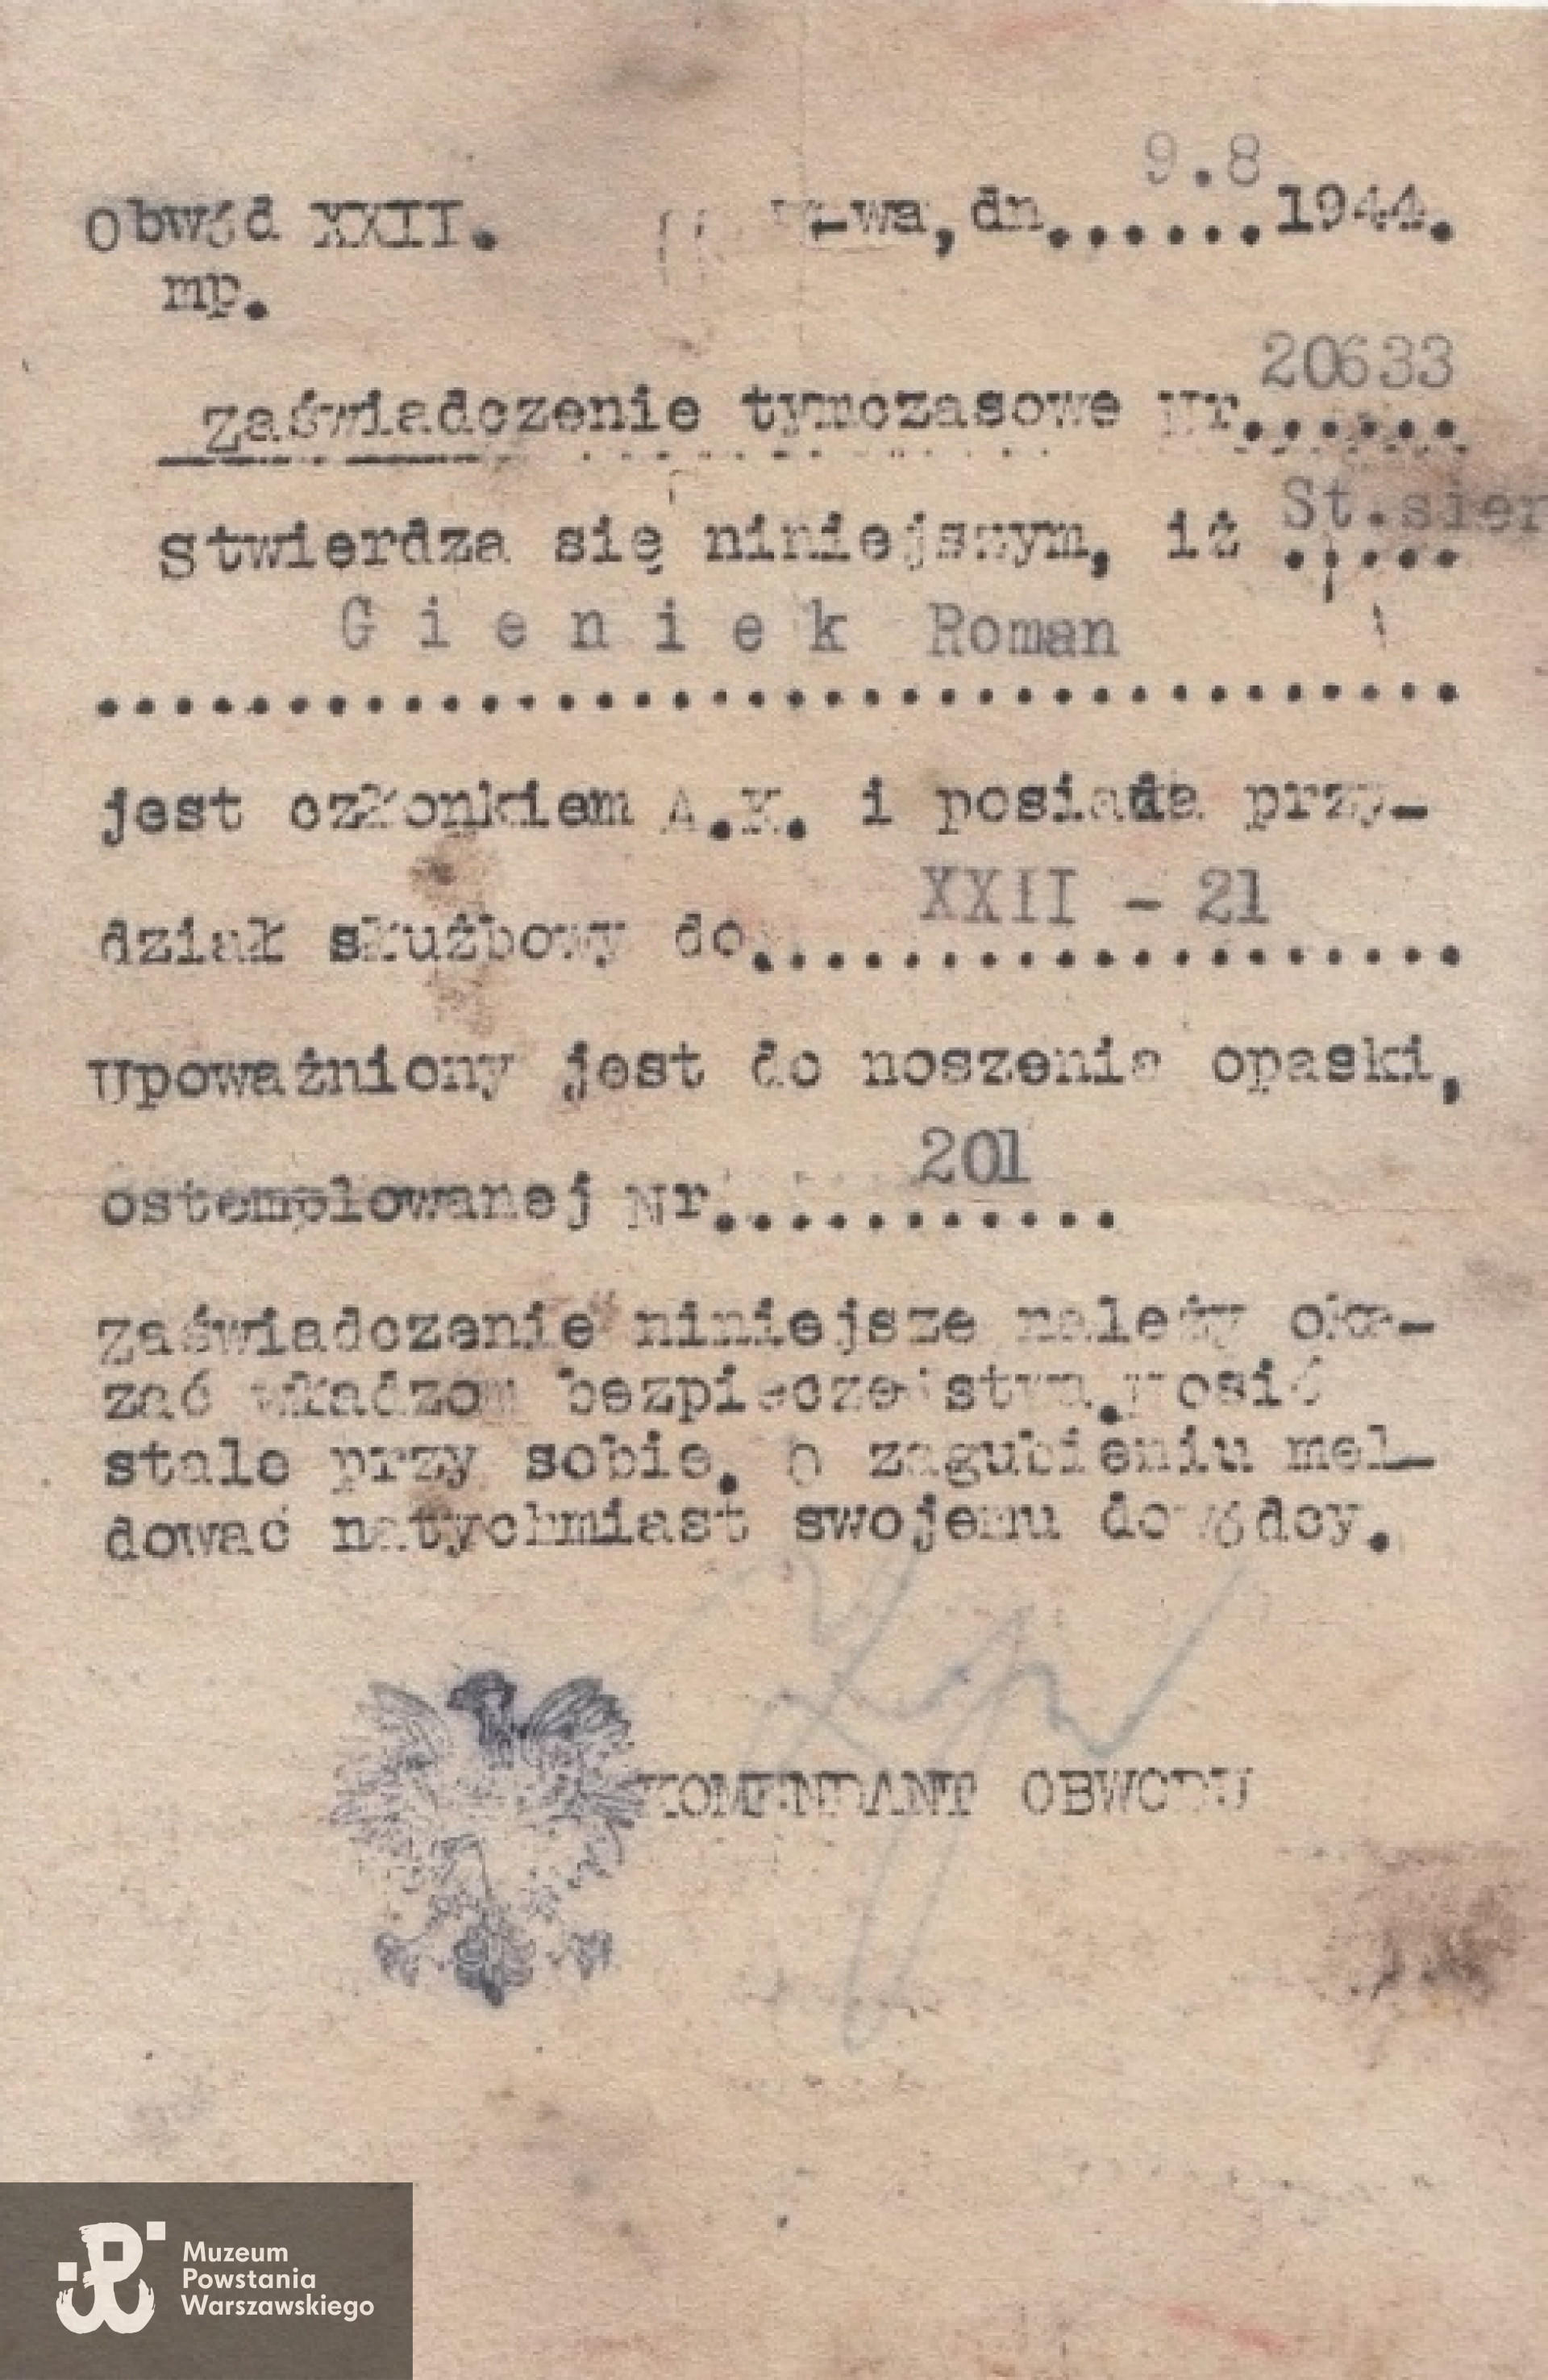 9.8
Obwód XXII. W-wa, dn.......1944.
mp.
20633
Zaświadczenie tymczasowe Nr......
Stwierdza się niniejszym, iż .....
St.sier
G i e n i e k Roman
....................................
jest członkiem A.K. i posiada przy-
XXII - 21
dział służbowy do...................
Upoważniony jest do noszenia opaski,
201
ostemplowanej Nr...........
Zaświadczenie niniejsze należy oka-
zać władzom bezpieczeństwa.Nosić
stale przy sobie. O zagubieniu mel-
dować natychmiast swojemu dowódcy.
KOMENDANT OBWODU
Muzeum
Powstania
Warszawskiego